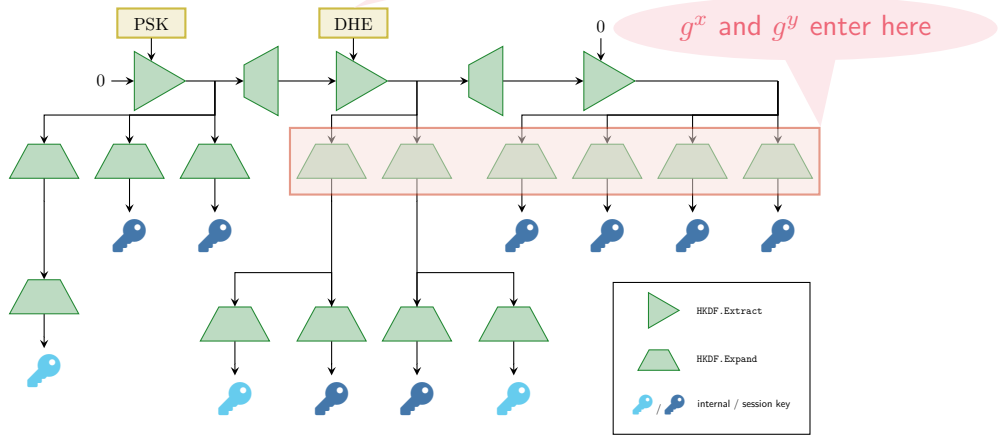 PSK
DHE
$g^x$ and $g^y$ enter here
0
0
HKDF.Extract
HKDF.Expand
/
internal / session key